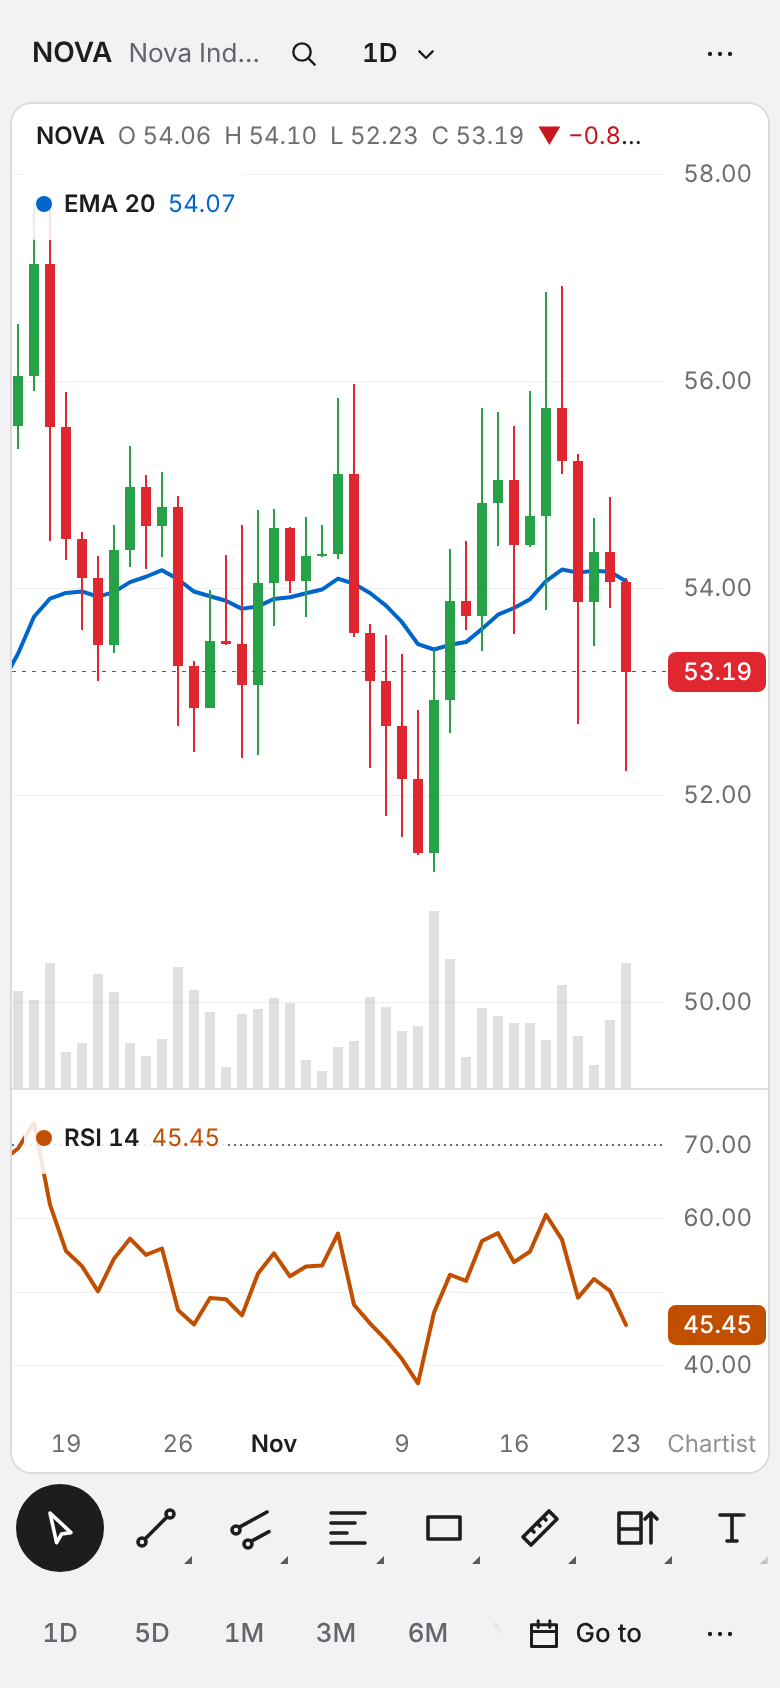 NOVA Nova Ind... 1D
NOVA O 54.06 H 54.10 L 52.23 C 53.19 ▼ −0.8...
58.00
EMA 20 54.07
56.00
54.00
53.19
52.00
50.00
RSI 14 45.45
70.00
60.00
45.45
40.00
19 26 Nov 9 16 23 Chartist
T
1D 5D 1M 3M 6M Go to